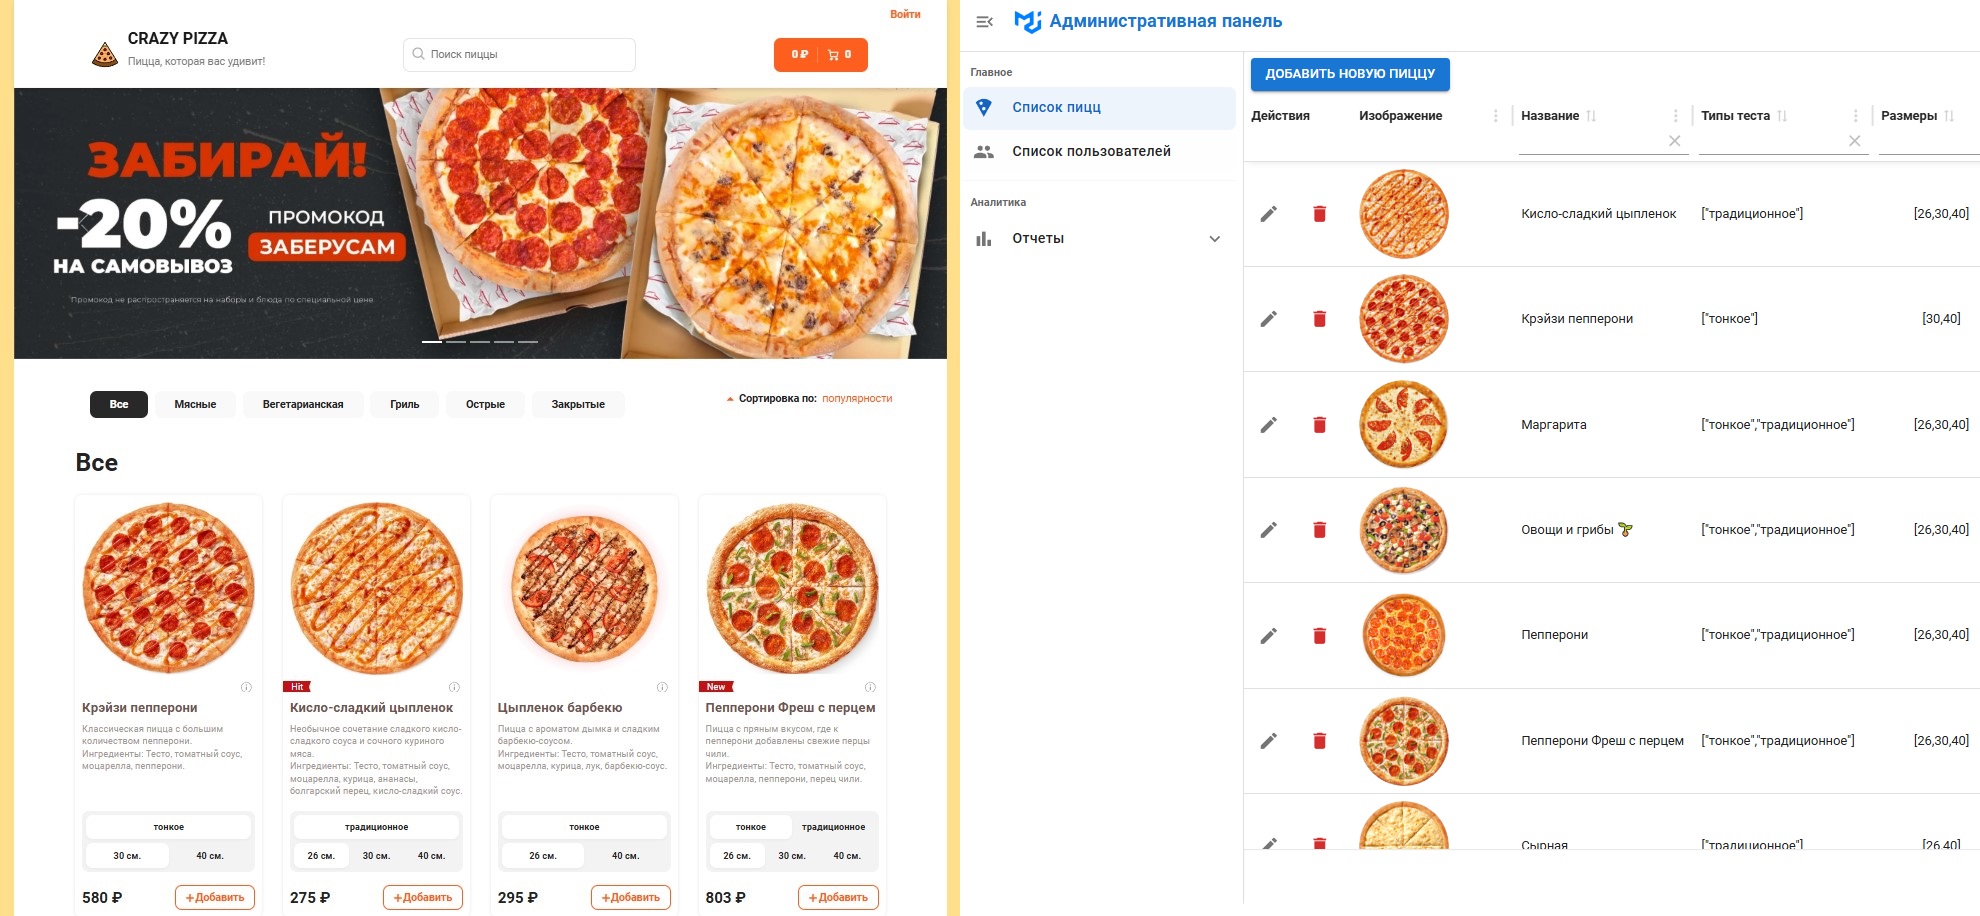 Войти
CRAZY PIZZA
Пицца, которая вас удивит!
Поиск пиццы
0 ₽
0
ЗАБИРАЙ!
-20%
НА САМОВЫВОЗ
ПРОМОКОД
ЗАБЕРУСАМ
*Промокод не распространяется на наборы и блюда по специальной цене
Все
Мясные
Вегетарианская
Гриль
Острые
Закрытые
Сортировка по: популярности
Все
Крэйзи пепперони
Классическая пицца с большим
количеством пепперони.
Ингредиенты: Тесто, томатный соус,
моцарелла, пепперони.
тонкое
30 см.
40 см.
580 ₽
+Добавить
Hit
Кисло-сладкий цыпленок
Необычное сочетание сладкого кисло-
сладкого соуса и сочного куриного
мяса.
Ингредиенты: Тесто, томатный соус,
моцарелла, курица, ананасы,
болгарский перец, кисло-сладкий соус.
традиционное
26 см.
30 см.
40 см.
275 ₽
+Добавить
Цыпленок барбекю
Пицца с ароматом дымка и сладким
барбекю-соусом.
Ингредиенты: Тесто, томатный соус,
моцарелла, курица, лук, барбекю-соус.
тонкое
26 см.
40 см.
295 ₽
+Добавить
New
Пепперони Фреш с перцем
Пицца с пряным вкусом, где к
пепперони добавлены свежие перцы
чили.
Ингредиенты: Тесто, томатный соус,
моцарелла, пепперони, перец чили.
тонкое
традиционное
26 см.
30 см.
40 см.
803 ₽
+Добавить
Административная панель
Главное
Список пицц
Список пользователей
Аналитика
Отчеты
ДОБАВИТЬ НОВУЮ ПИЦЦУ
Действия
Изображение
Название
Типы теста
Размеры
Кисло-сладкий цыпленок
["традиционное"]
[26,30,40]
Крэйзи пепперони
["тонкое"]
[30,40]
Маргарита
["тонкое","традиционное"]
[26,30,40]
Овощи и грибы
["тонкое","традиционное"]
[26,30,40]
Пепперони
["тонкое","традиционное"]
[26,30,40]
Пепперони Фреш с перцем
["тонкое","традиционное"]
[26,30,40]
Сырная
["традиционное"]
[26,40]